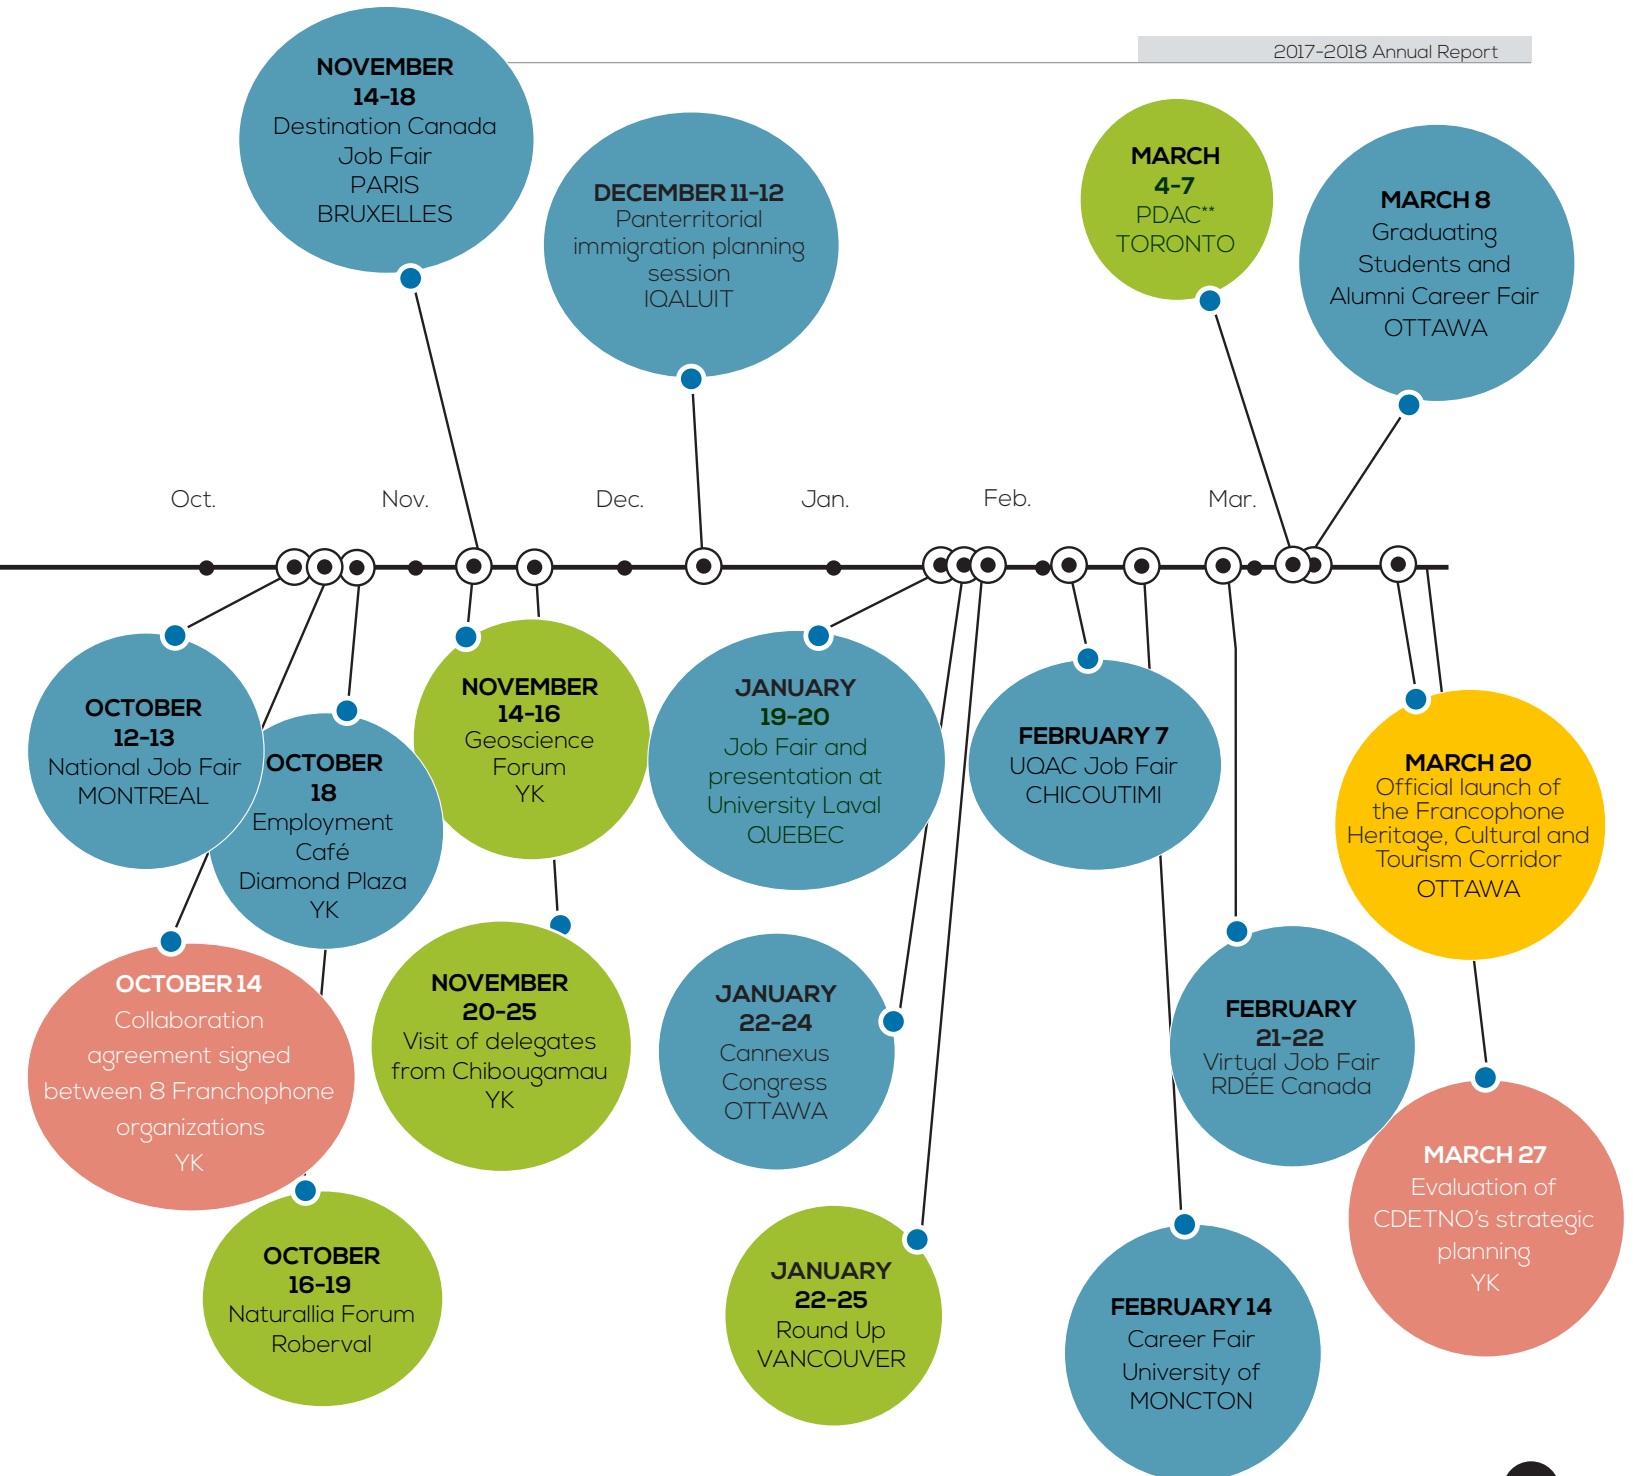 2017-2018 Annual Report
NOVEMBER
14-18
Destination Canada
Job Fair
PARIS
BRUXELLES
DECEMBER 11-12
Panterritorial
immigration planning
session
IQALUIT
MARCH
4-7
PDAC**
TORONTO
MARCH 8
Graduating
Students and
Alumni Career Fair
OTTAWA
Oct.
Nov.
Dec.
Jan.
Feb.
Mar.
OCTOBER
12-13
National Job Fair
MONTREAL
OCTOBER
18
Employment
Café
Diamond Plaza
YK
NOVEMBER
14-16
Geoscience
Forum
YK
JANUARY
19-20
Job Fair and
presentation at
University Laval
QUEBEC
FEBRUARY 7
UQAC Job Fair
CHICOUTIMI
MARCH 20
Official launch of
the Francophone
Heritage, Cultural and
Tourism Corridor
OTTAWA
OCTOBER 14
Collaboration
agreement signed
between 8 Franchophone
organizations
YK
NOVEMBER
20-25
Visit of delegates
from Chibougamau
YK
JANUARY
22-24
Cannexus
Congress
OTTAWA
FEBRUARY
21-22
Virtual Job Fair
RDÉE Canada
MARCH 27
Evaluation of
CDETNO's strategic
planning
YK
OCTOBER
16-19
Naturallia Forum
Roberval
JANUARY
22-25
Round Up
VANCOUVER
FEBRUARY 14
Career Fair
University of
MONCTON